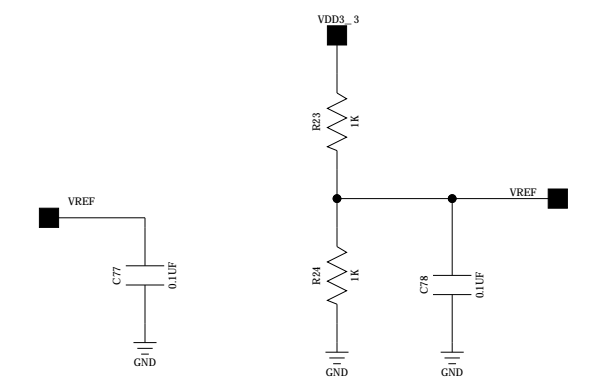 VDD3_3
R23
1K
VREF
VREF
R24
1K
C77
0.1UF
C78
0.1UF
GND
GND
GND